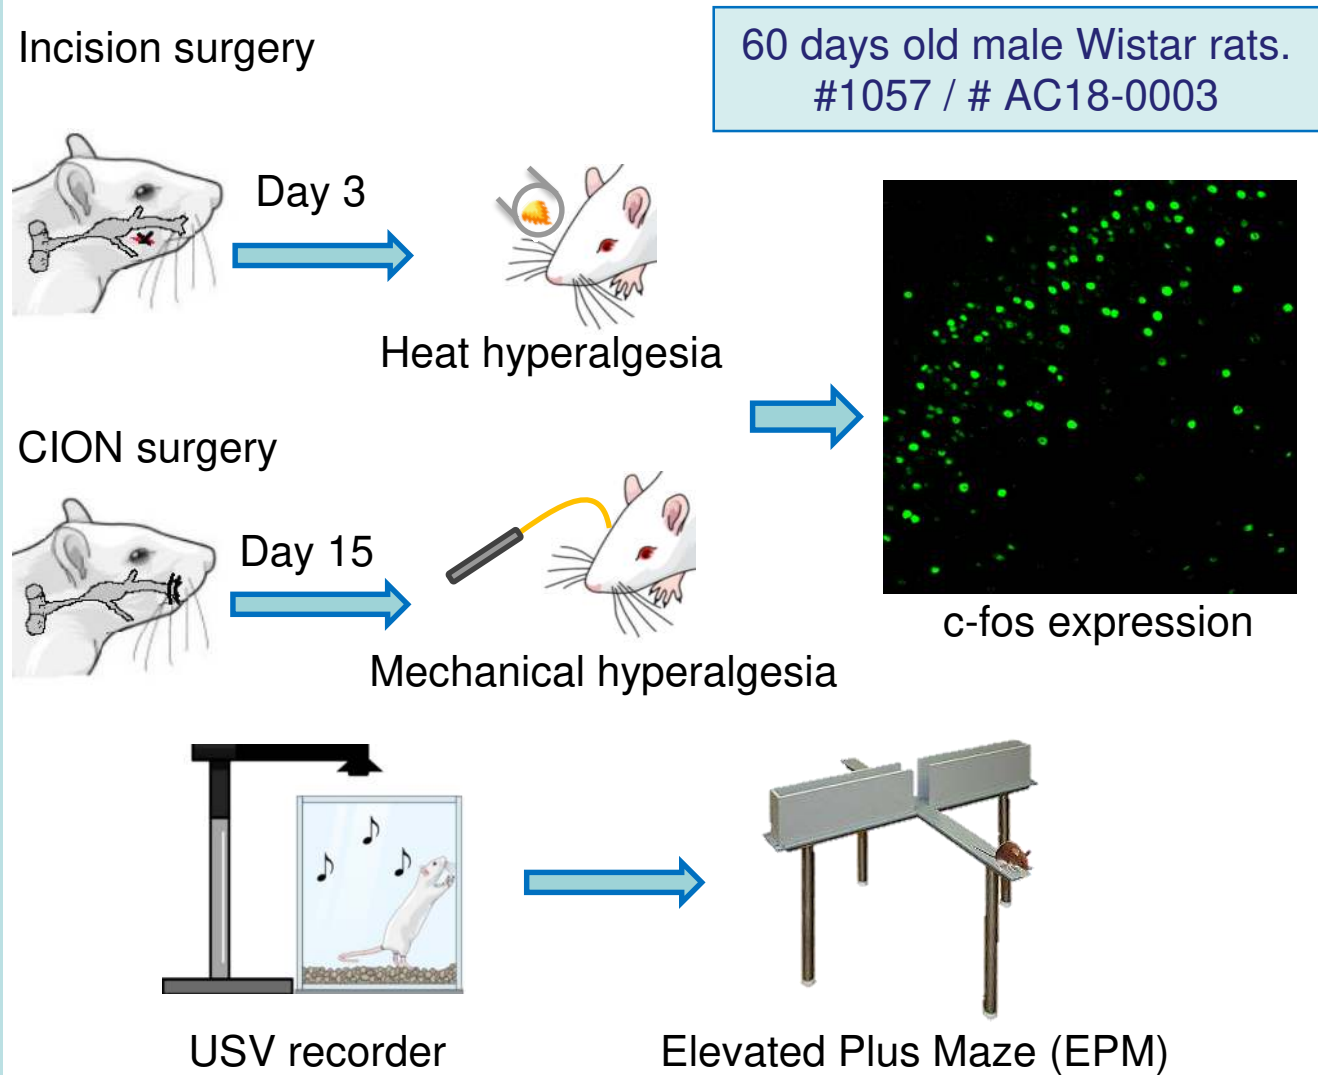 Incision surgery
60 days old male Wistar rats.
#1057 / # AC18-0003
Day 3
Heat hyperalgesia
CION surgery
Day 15
Mechanical hyperalgesia
c-fos expression
USV recorder
Elevated Plus Maze (EPM)